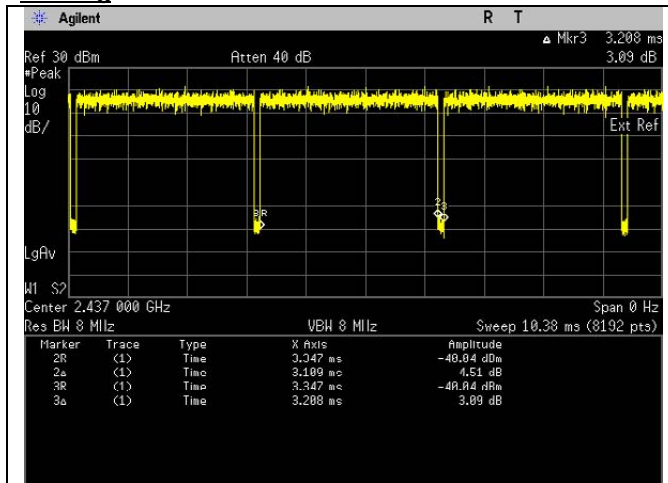 Agilent R T
Mkr3 3.208 ms
Ref 30 dBm Atten 40 dB 3.09 dB
#Peak
Log
10
dB/
Ext Ref
2
3
R
LgAv
W1 S2
Center 2.437 000 GHz Span 0 Hz
Res BW 8 MHz VBW 8 MHz Sweep 10.38 ms (8192 pts)
Marker Trace Type X Axis Amplitude
2R (1) Time 3.347 ms -40.04 dBm
2Δ (1) Time 3.109 ms 4.51 dB
3R (1) Time 3.347 ms -40.04 dBm
3Δ (1) Time 3.208 ms 3.09 dB